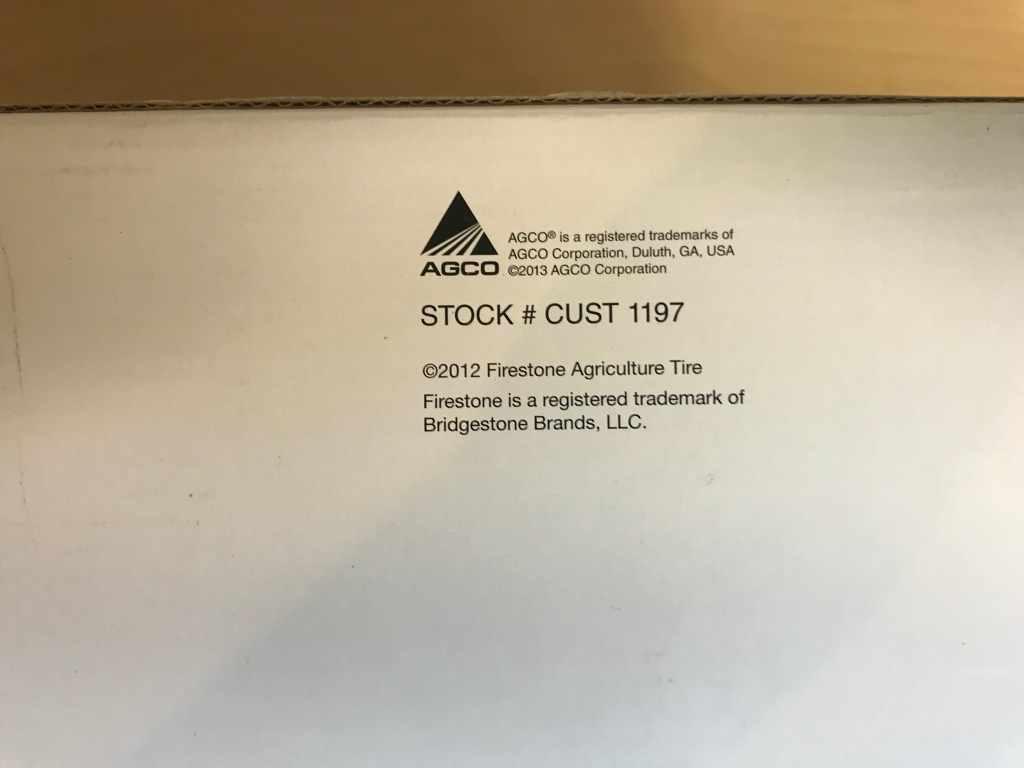 AGCO® is a registered trademarks of
AGCO Corporation, Duluth, GA, USA
AGCO ©2013 AGCO Corporation
STOCK # CUST 1197
©2012 Firestone Agriculture Tire
Firestone is a registered trademark of
Bridgestone Brands, LLC.